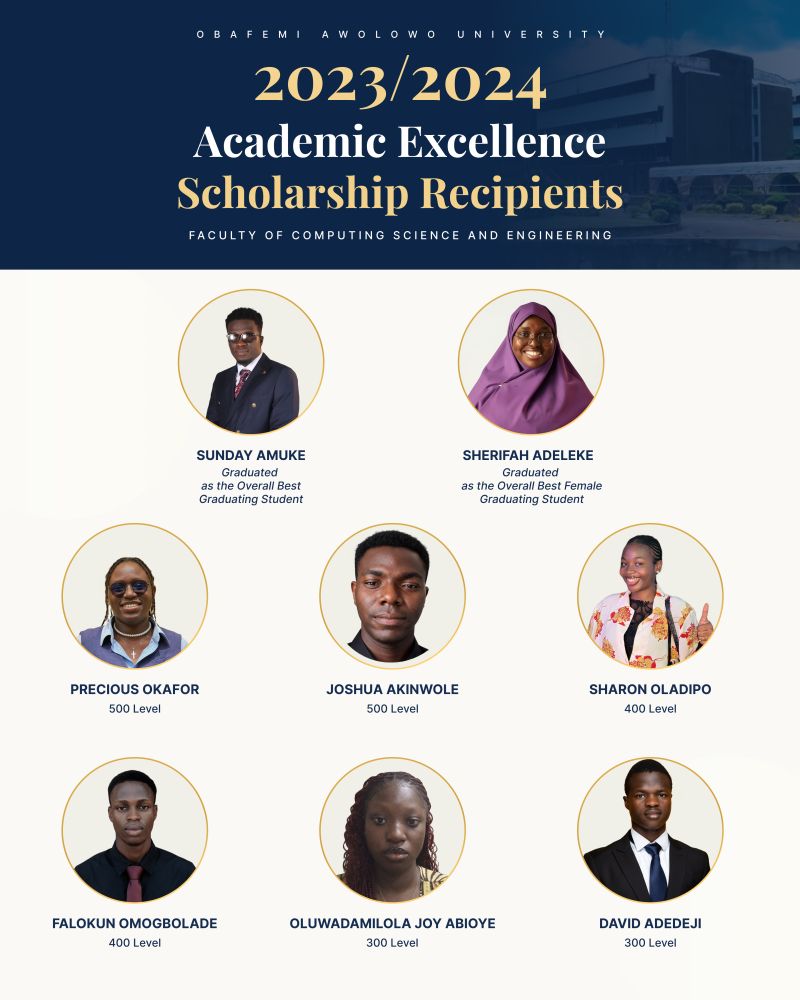 OBAFEMI AWOLOWO UNIVERSITY
2023/2024
Academic Excellence
Scholarship Recipients
FACULTY OF COMPUTING SCIENCE AND ENGINEERING
SUNDAY AMUKE
Graduated
as the Overall Best
Graduating Student
SHERIFAH ADELEKE
Graduated
as the Overall Best Female
Graduating Student
PRECIOUS OKAFOR
500 Level
JOSHUA AKINWOLE
500 Level
SHARON OLADIPO
400 Level
FALOKUN OMOGBOLADE
400 Level
OLUWADAMILOLA JOY ABIOYE
300 Level
DAVID ADEDEJI
300 Level